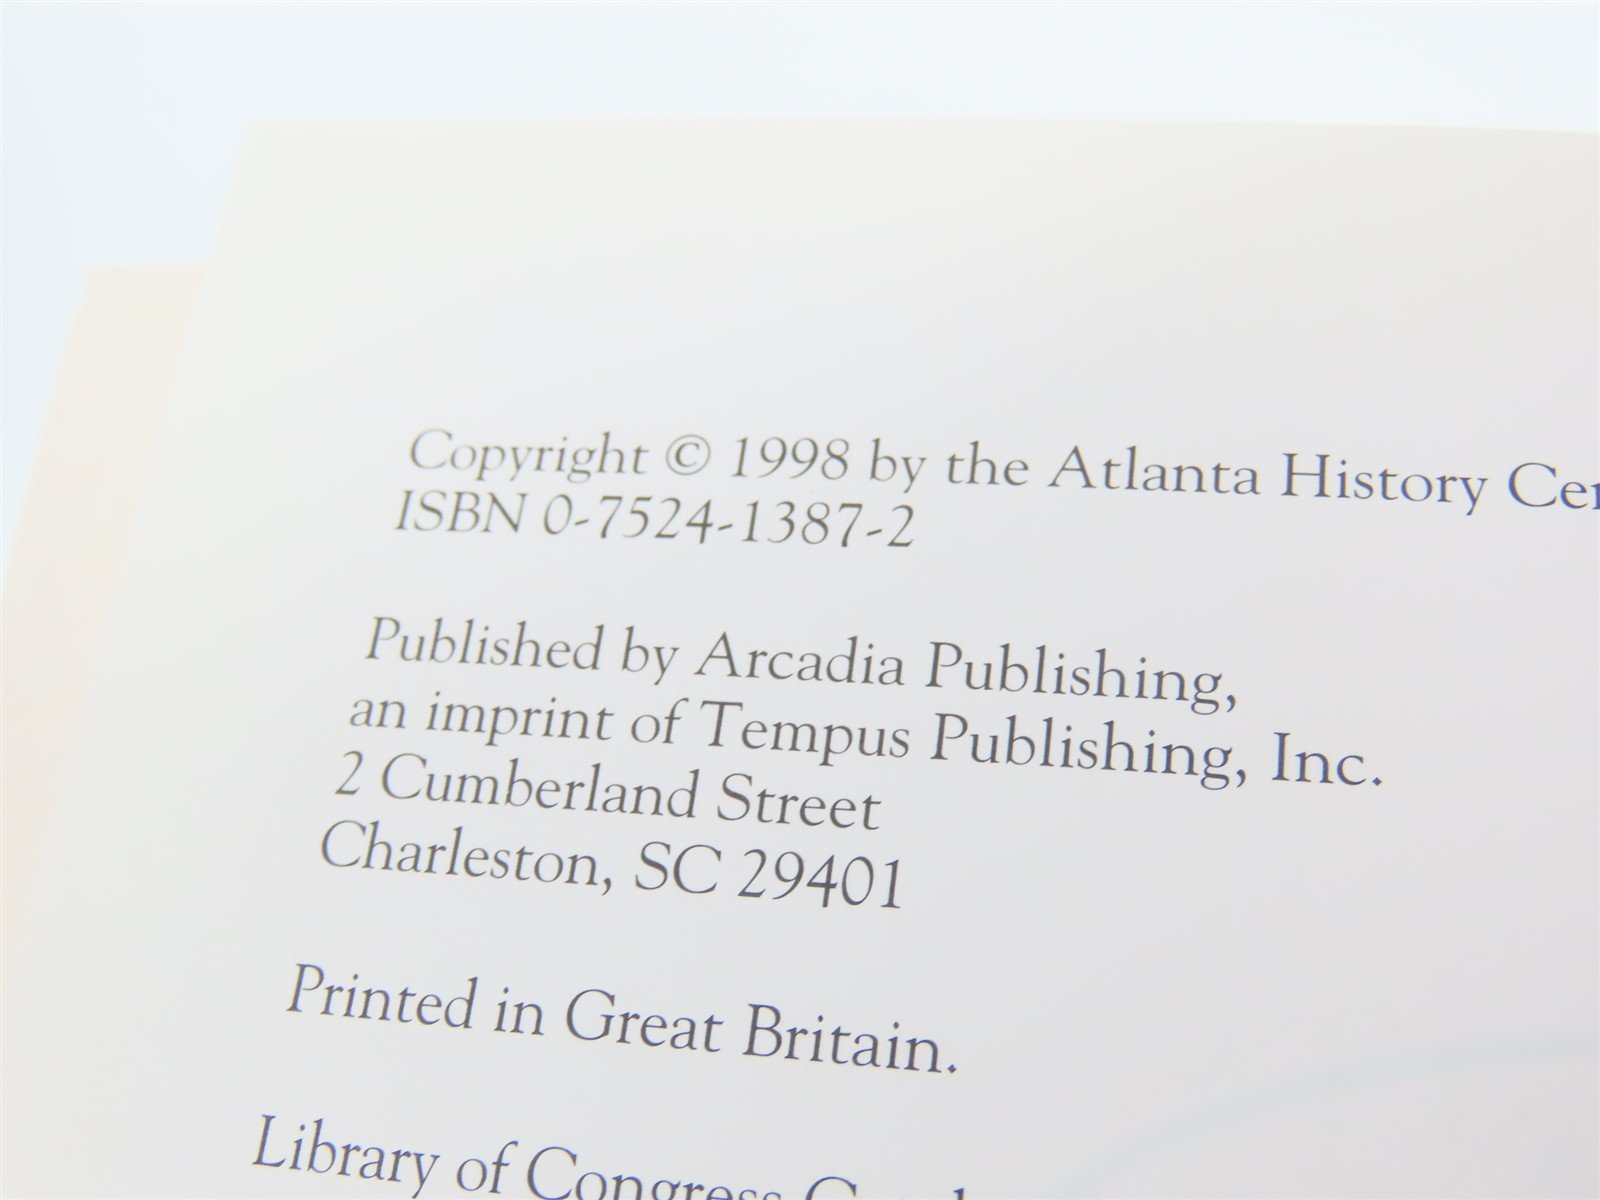 Copyright © 1998 by the Atlanta History
ISBN 0-7524-1387-2
Published by Arcadia Publishing,
an imprint of Tempus Publishing, Inc.
2 Cumberland Street
Charleston, SC 29401
Printed in Great Britain.
Library of Congress